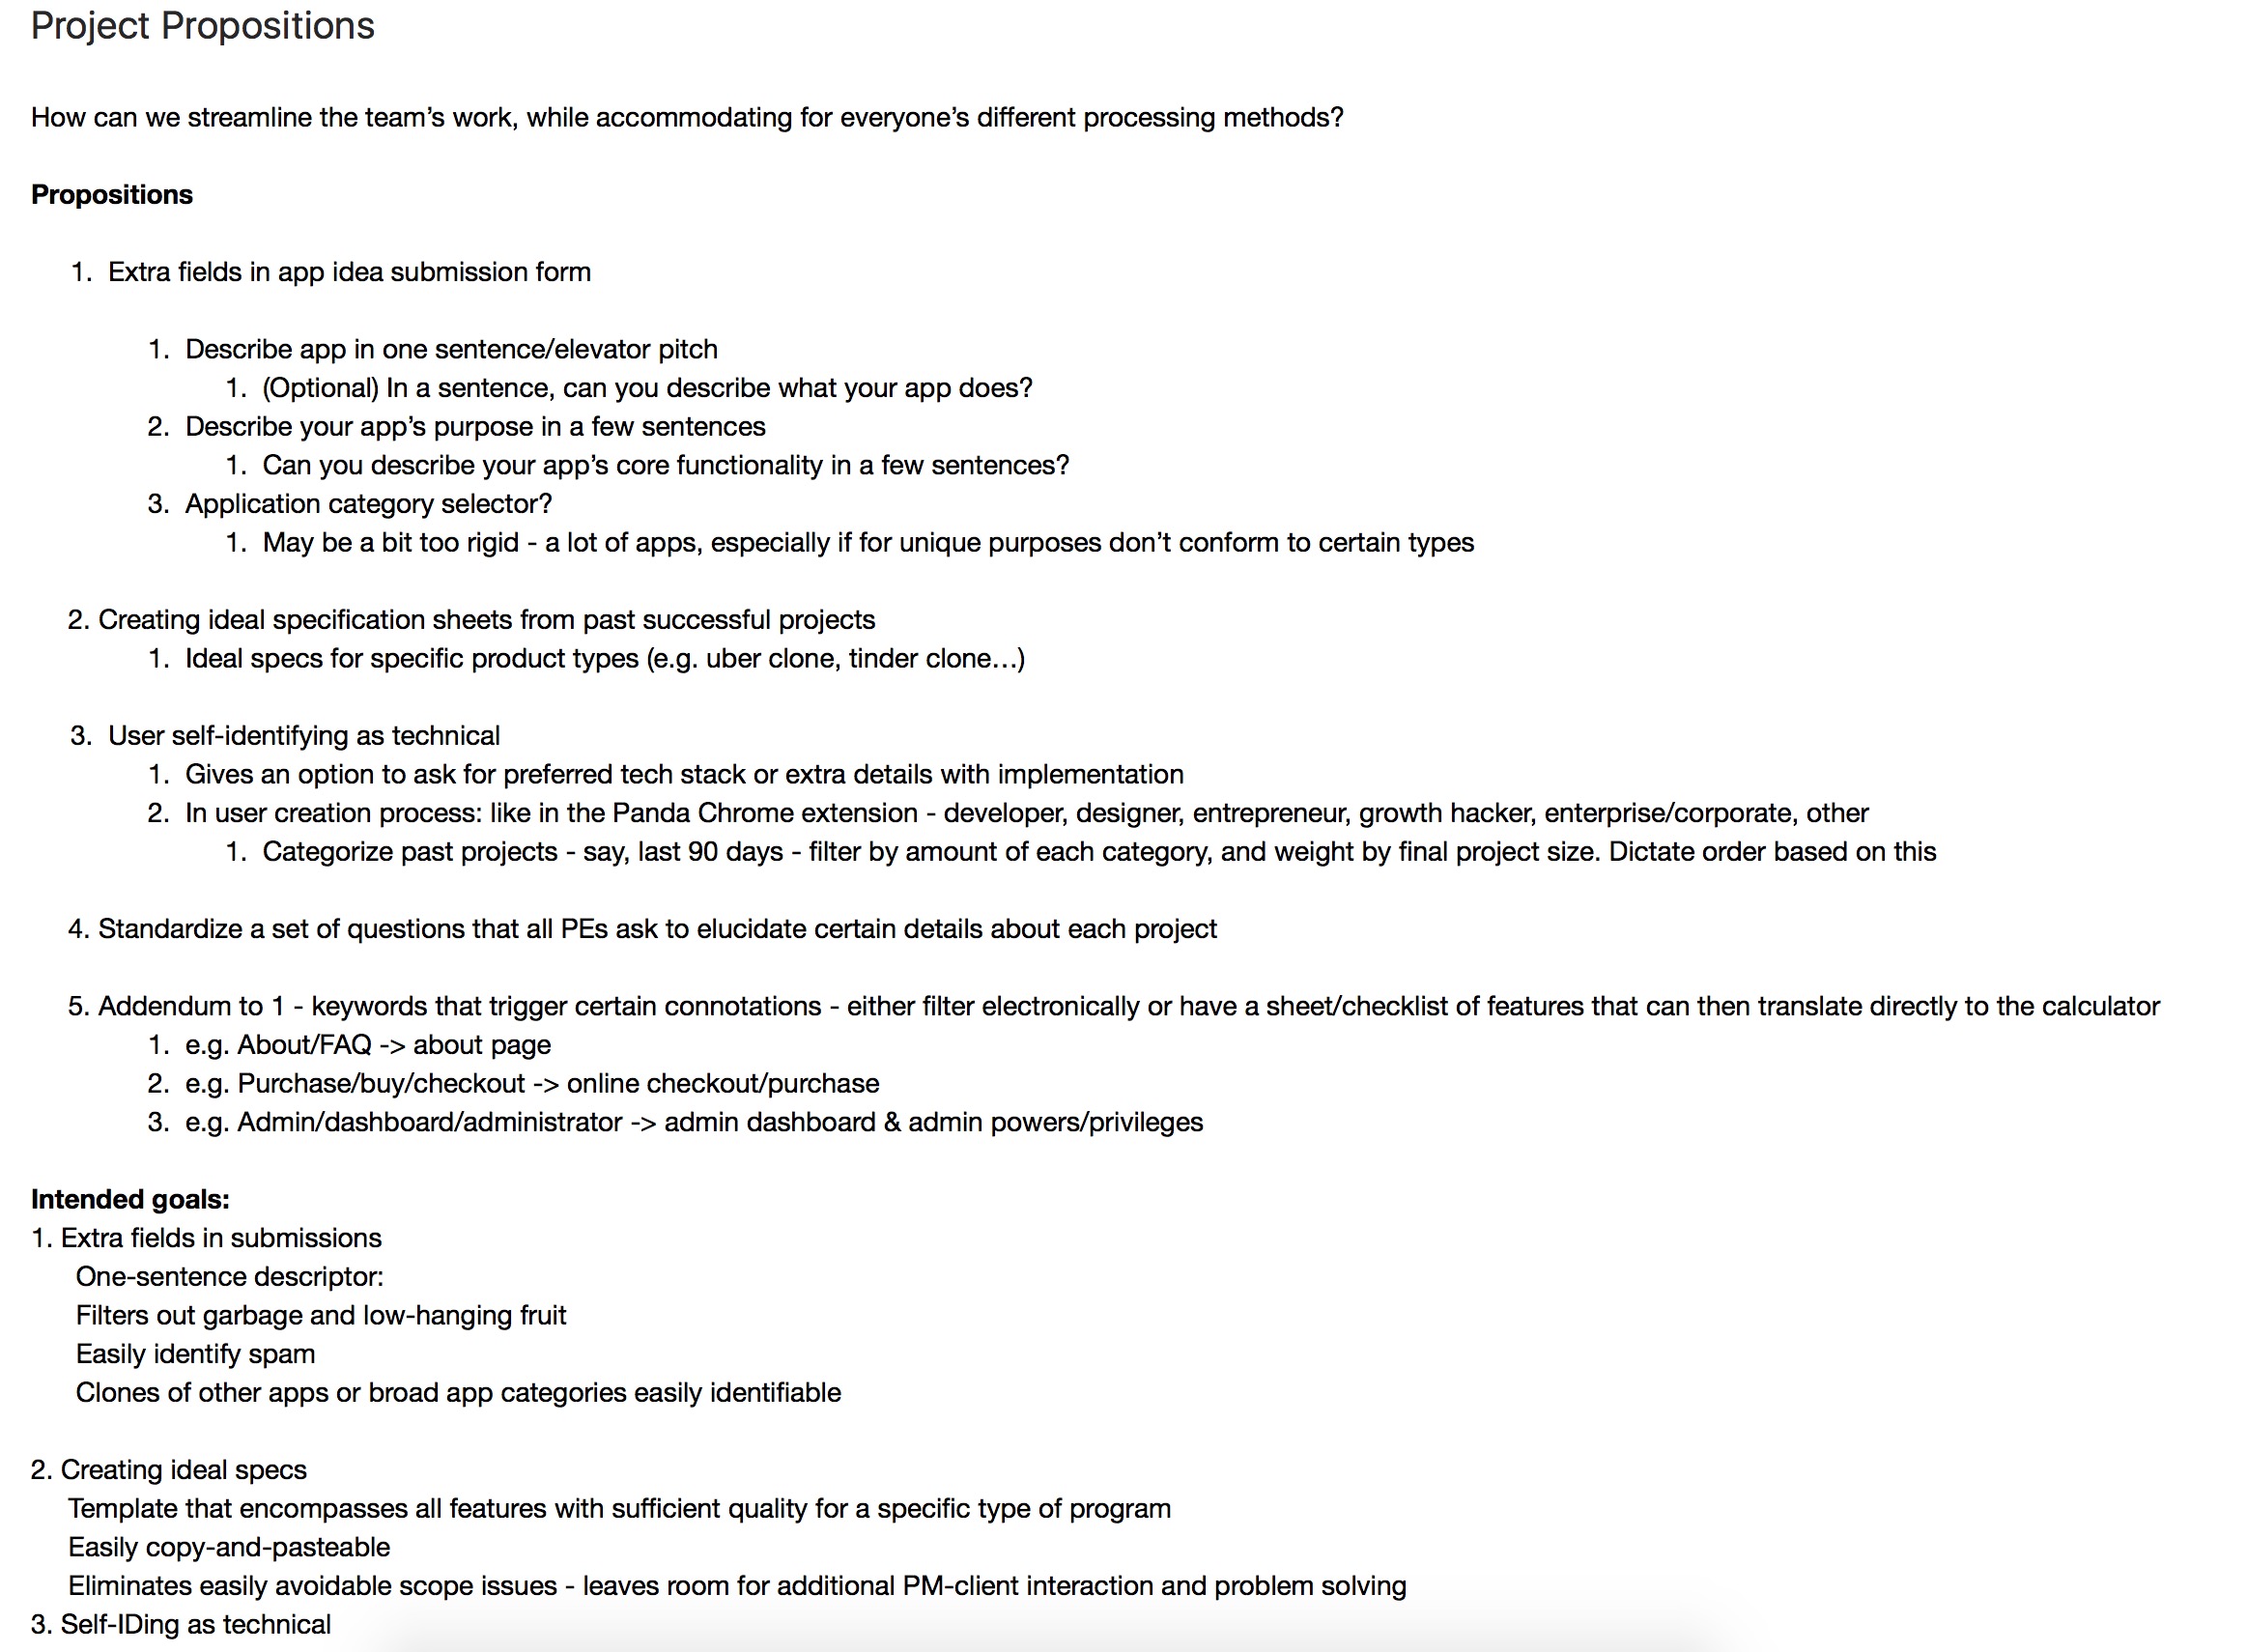 Project Propositions
How can we streamline the team’s work, while accommodating for everyone’s different processing methods?
Propositions
1. Extra fields in app idea submission form
1. Describe app in one sentence/elevator pitch
1. (Optional) In a sentence, can you describe what your app does?
2. Describe your app’s purpose in a few sentences
1. Can you describe your app’s core functionality in a few sentences?
3. Application category selector?
1. May be a bit too rigid - a lot of apps, especially if for unique purposes don’t conform to certain types
2. Creating ideal specification sheets from past successful projects
1. Ideal specs for specific product types (e.g. uber clone, tinder clone...)
3. User self-identifying as technical
1. Gives an option to ask for preferred tech stack or extra details with implementation
2. In user creation process: like in the Panda Chrome extension - developer, designer, entrepreneur, growth hacker, enterprise/corporate, other
1. Categorize past projects - say, last 90 days - filter by amount of each category, and weight by final project size. Dictate order based on this
4. Standardize a set of questions that all PEs ask to elucidate certain details about each project
5. Addendum to 1 - keywords that trigger certain connotations - either filter electronically or have a sheet/checklist of features that can then translate directly to the calculator
1. e.g. About/FAQ -> about page
2. e.g. Purchase/buy/checkout -> online checkout/purchase
3. e.g. Admin/dashboard/administrator -> admin dashboard & admin powers/privileges
Intended goals:
1. Extra fields in submissions
One-sentence descriptor:
Filters out garbage and low-hanging fruit
Easily identify spam
Clones of other apps or broad app categories easily identifiable
2. Creating ideal specs
Template that encompasses all features with sufficient quality for a specific type of program
Easily copy-and-pasteable
Eliminates easily avoidable scope issues - leaves room for additional PM-client interaction and problem solving
3. Self-IDing as technical